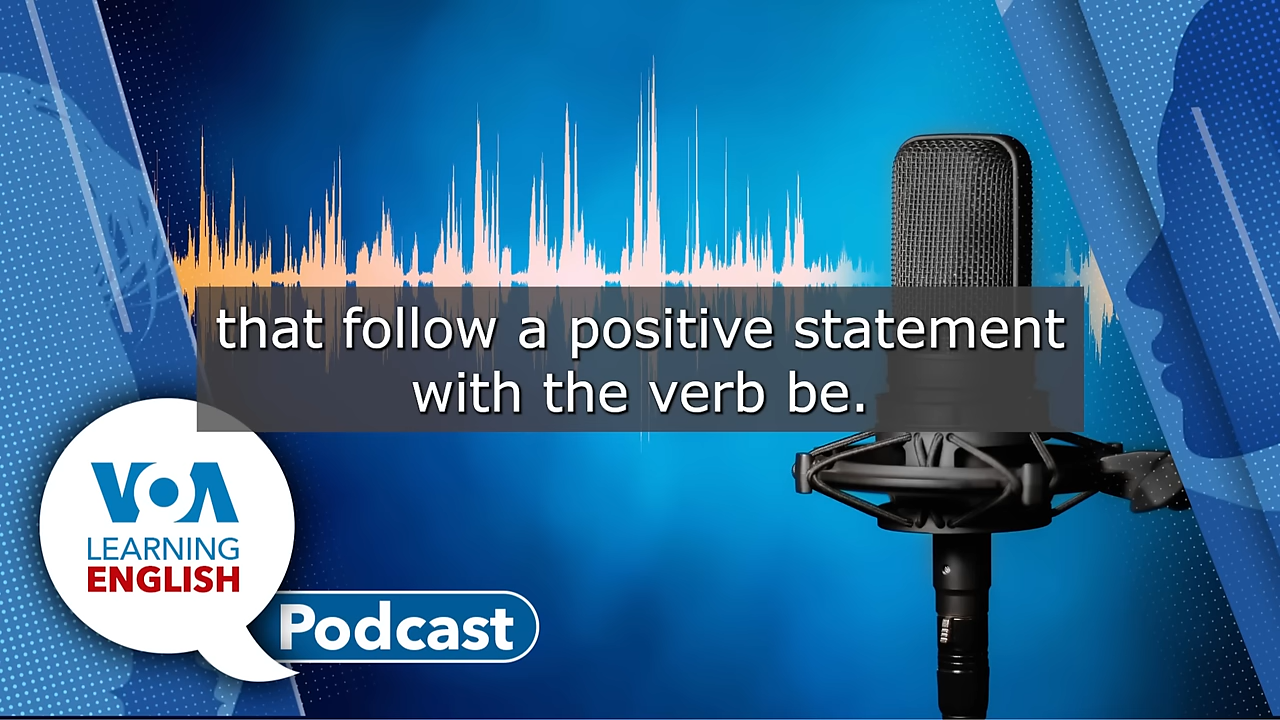 that follow a positive statement
with the verb be.
VOA
LEARNING
ENGLISH
Podcast